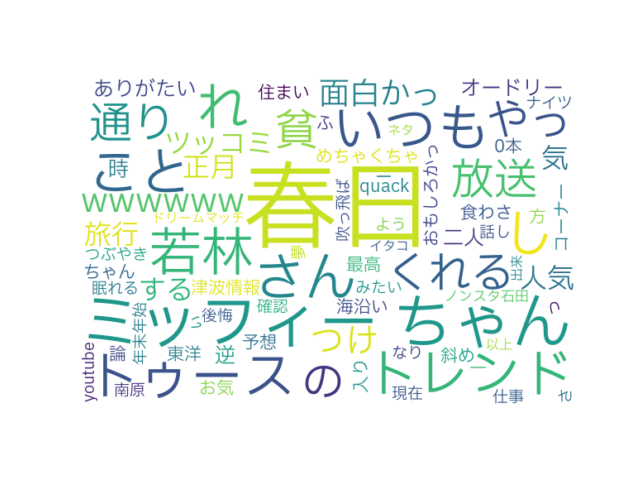 ありがたい
住まい
面白かっ
オードリー
通り
れ
貧
ふ
ネタ
いつも
やっ
ナイツ
ツッコミ
0本
こと
時
正月
めちゃくちゃ
quack
ー
放送
気
コーナー
wwwwww
ドリームマッチ
春日
吹っ飛ば
よう
おもしろかっ
食わさ
方
し
旅行
若林
イタコ
二人
話し
つぶやき
夢
さん
最高
くれる
出来
人気
ちゃん
眠れる
する
津波情報
みたい
ノンスタ石田
っ
年末年始
確認
海沿い
ミッフィー
ちゃん
後悔
つけ
予想
youtube
論
東洋
逆
なり
斜め
一
以上
トゥース
の
トレンド
南原
お気
入り
現在
仕事
さ